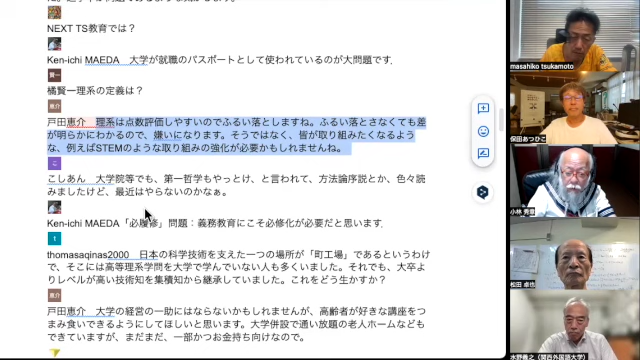 NEXT TS教育では？
Ken-ichi MAEDA　大学が就職のパスポートとして使われているのが大問題です。
賢一
橘賢一理系の定義は？
恵介
戸田恵介　理系は点数評価しやすいのでふるい落としますね。ふるい落とさなくても差
が明らかにわかるので、嫌いになります。そうではなく、皆が取り組みたくなるよう
な、例えばSTEMのような取り組みの強化が必要かもしれませんね。
こ
こしあん　大学院等でも、第一哲学もやっとけ、と言われて、方法論序説とか、色々読
みましたけど、最近はやらないのかなぁ。
Ken-ichi MAEDA「必履修」問題：義務教育にこそ必修化が必要だと思います。
t
thomasaqinas2000　日本の科学技術を支えた一つの場所が「町工場」であるというわけ
で、そこには高等理系学問を大学で学んでいない人も多くいました。それでも、大卒よ
りレベルが高い技術知を集積知から継承していました。これをどう生かすか？
恵介
戸田恵介　大学の経営の一助にはならないかもしれませんが、高齢者が好きな講座をつ
まみ食いできるようにしてほしいと思います。大学併設で通い放題の老人ホームなども
できていますが、まだまだ、一部かつお金持ち向けなので。
masahiko tsukamoto
保田あつひこ
小林 秀章
松田 卓也
水野義之（関西外国語大学）